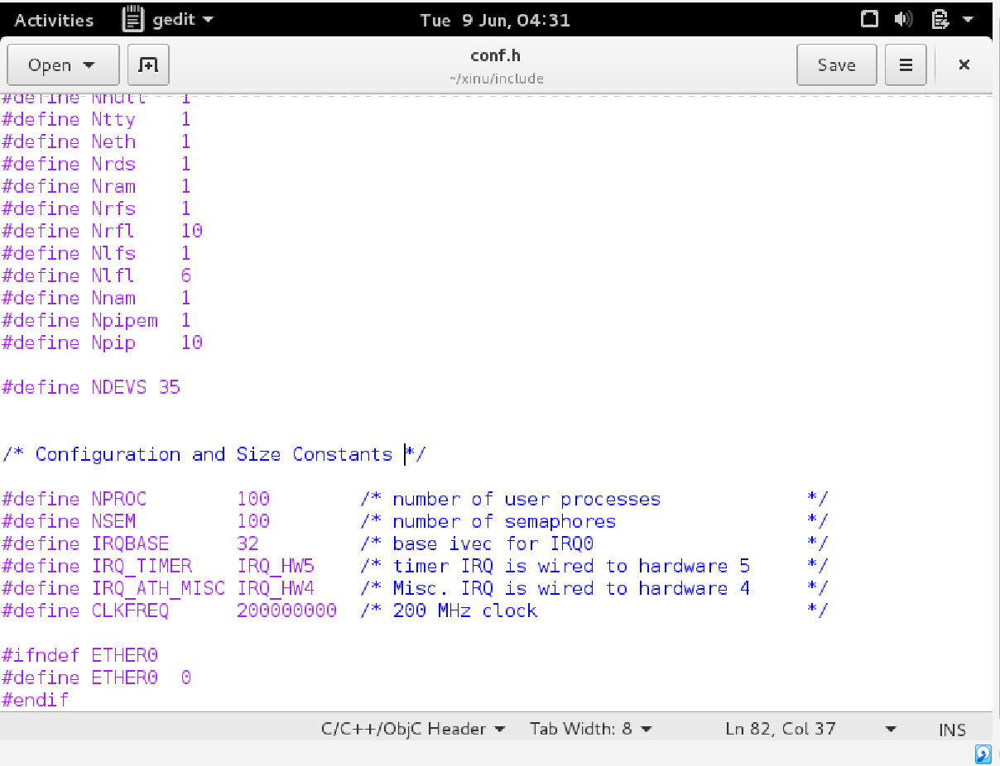 Activities gedit Tue 9 Jun, 04:31
Open conf.h Save
~/xinu/include
#define Nnull 1
#define Ntty 1
#define Neth 1
#define Nrds 1
#define Nram 1
#define Nrfs 1
#define Nrfl 10
#define Nlfs 1
#define Nlfl 6
#define Nnam 1
#define Npipem 1
#define Npip 10
#define NDEVS 35
/* Configuration and Size Constants */
#define NPROC 100 /* number of user processes */
#define NSEM 100 /* number of semaphores */
#define IRQBASE 32 /* base ivec for IRQ0 */
#define IRQ_TIMER IRQ_HW5 /* timer IRQ is wired to hardware 5 */
#define IRQ_ATH_MISC IRQ_HW4 /* Misc. IRQ is wired to hardware 4 */
#define CLKFREQ 200000000 /* 200 MHz clock */
#ifndef ETHER0
#define ETHER0 0
#endif
C/C++/ObjC Header Tab Width: 8 Ln 82, Col 37 INS